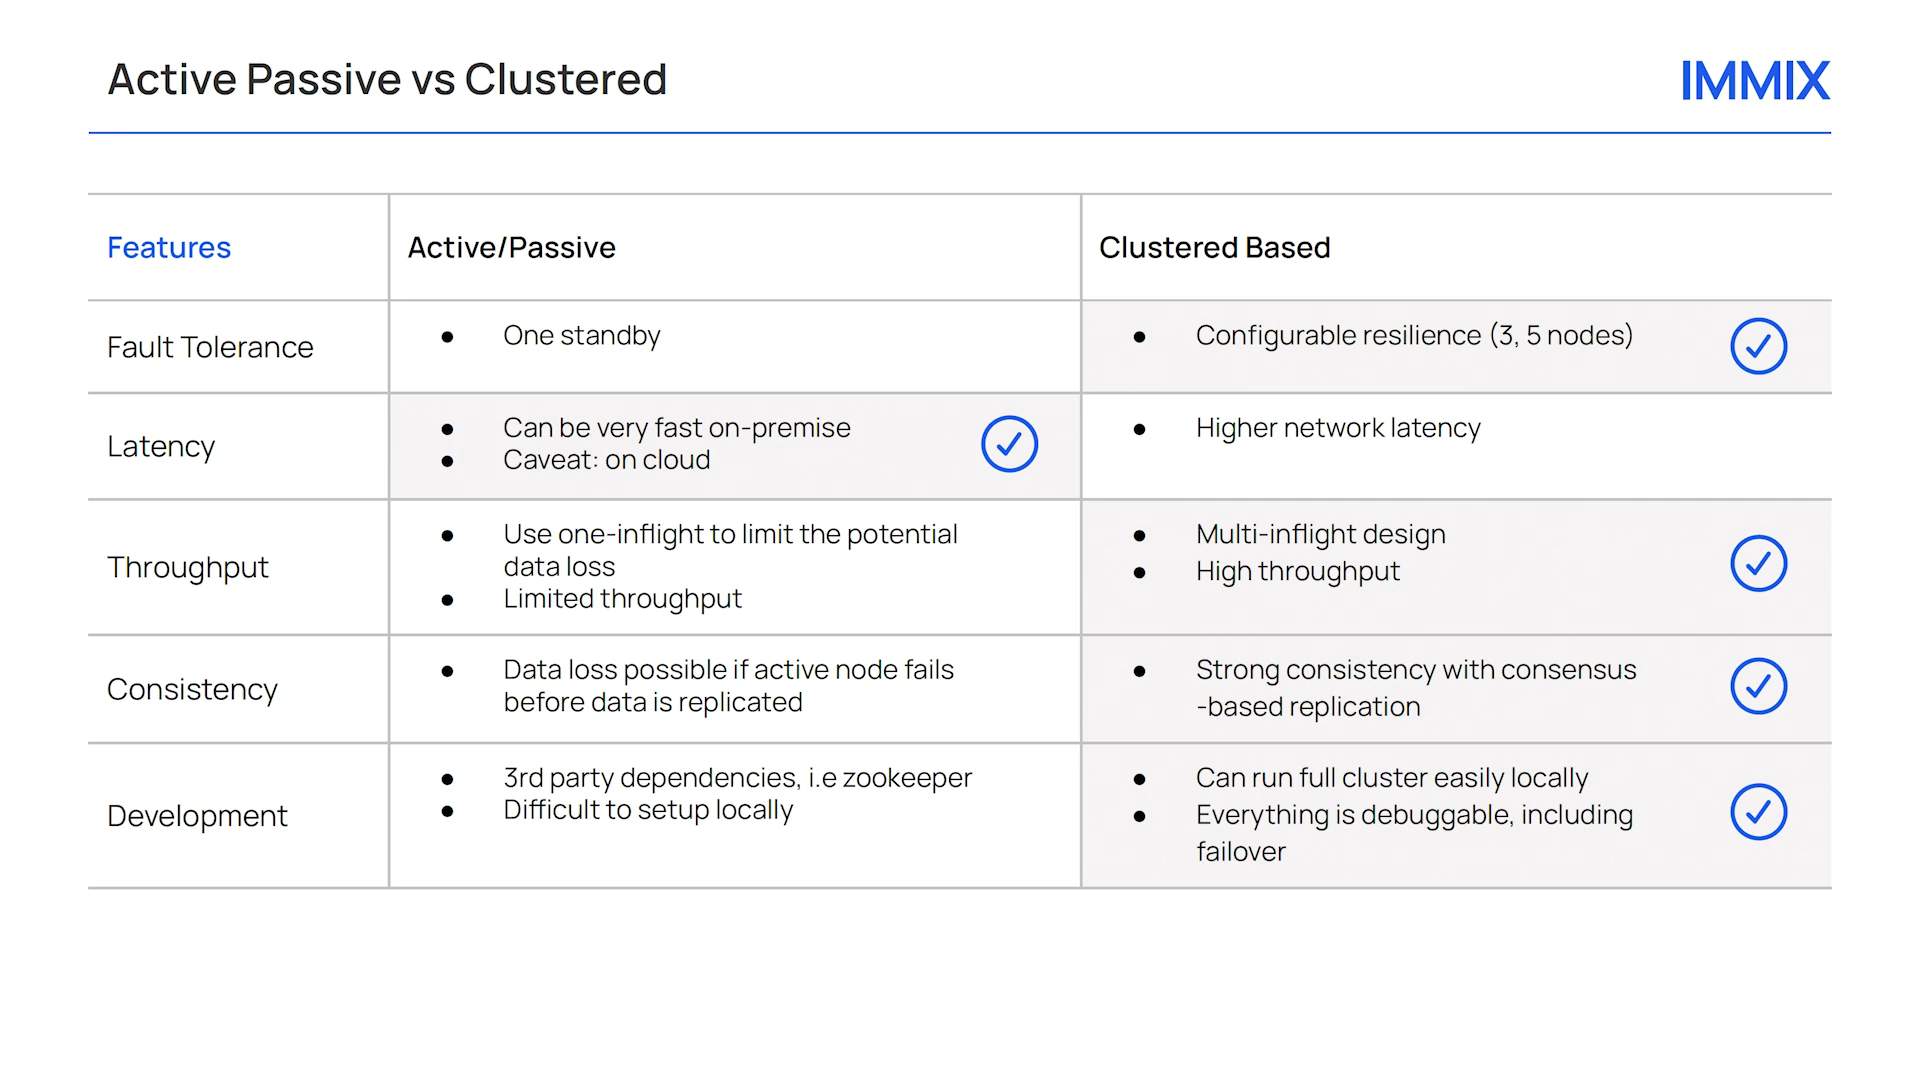 Active Passive vs Clustered
IMMIX
Features
Active/Passive
Clustered Based
Fault Tolerance
● One standby
● Configurable resilience (3, 5 nodes)
Latency
● Can be very fast on-premise
● Caveat: on cloud
● Higher network latency
Throughput
● Use one-inflight to limit the potential
data loss
● Limited throughput
● Multi-inflight design
● High throughput
Consistency
● Data loss possible if active node fails
before data is replicated
● Strong consistency with consensus
-based replication
Development
● 3rd party dependencies, i.e zookeeper
● Difficult to setup locally
● Can run full cluster easily locally
● Everything is debuggable, including
failover